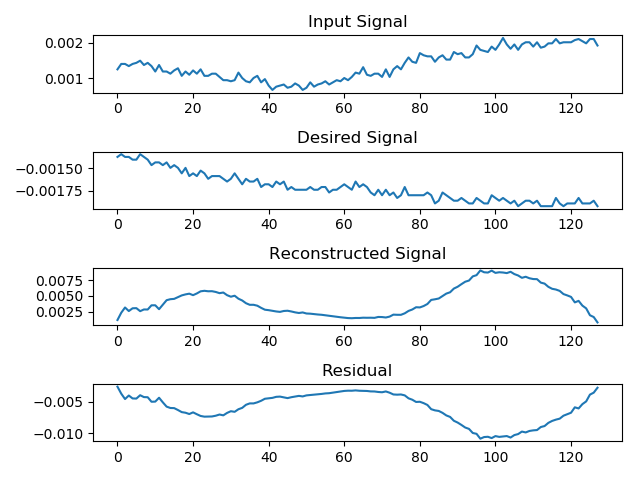 Input Signal
0.002
0.001
0 20 40 60 80 100 120
Desired Signal
−0.00150
−0.00175
0 20 40 60 80 100 120
Reconstructed Signal
0.0075
0.0050
0.0025
0 20 40 60 80 100 120
Residual
−0.005
−0.010
0 20 40 60 80 100 120